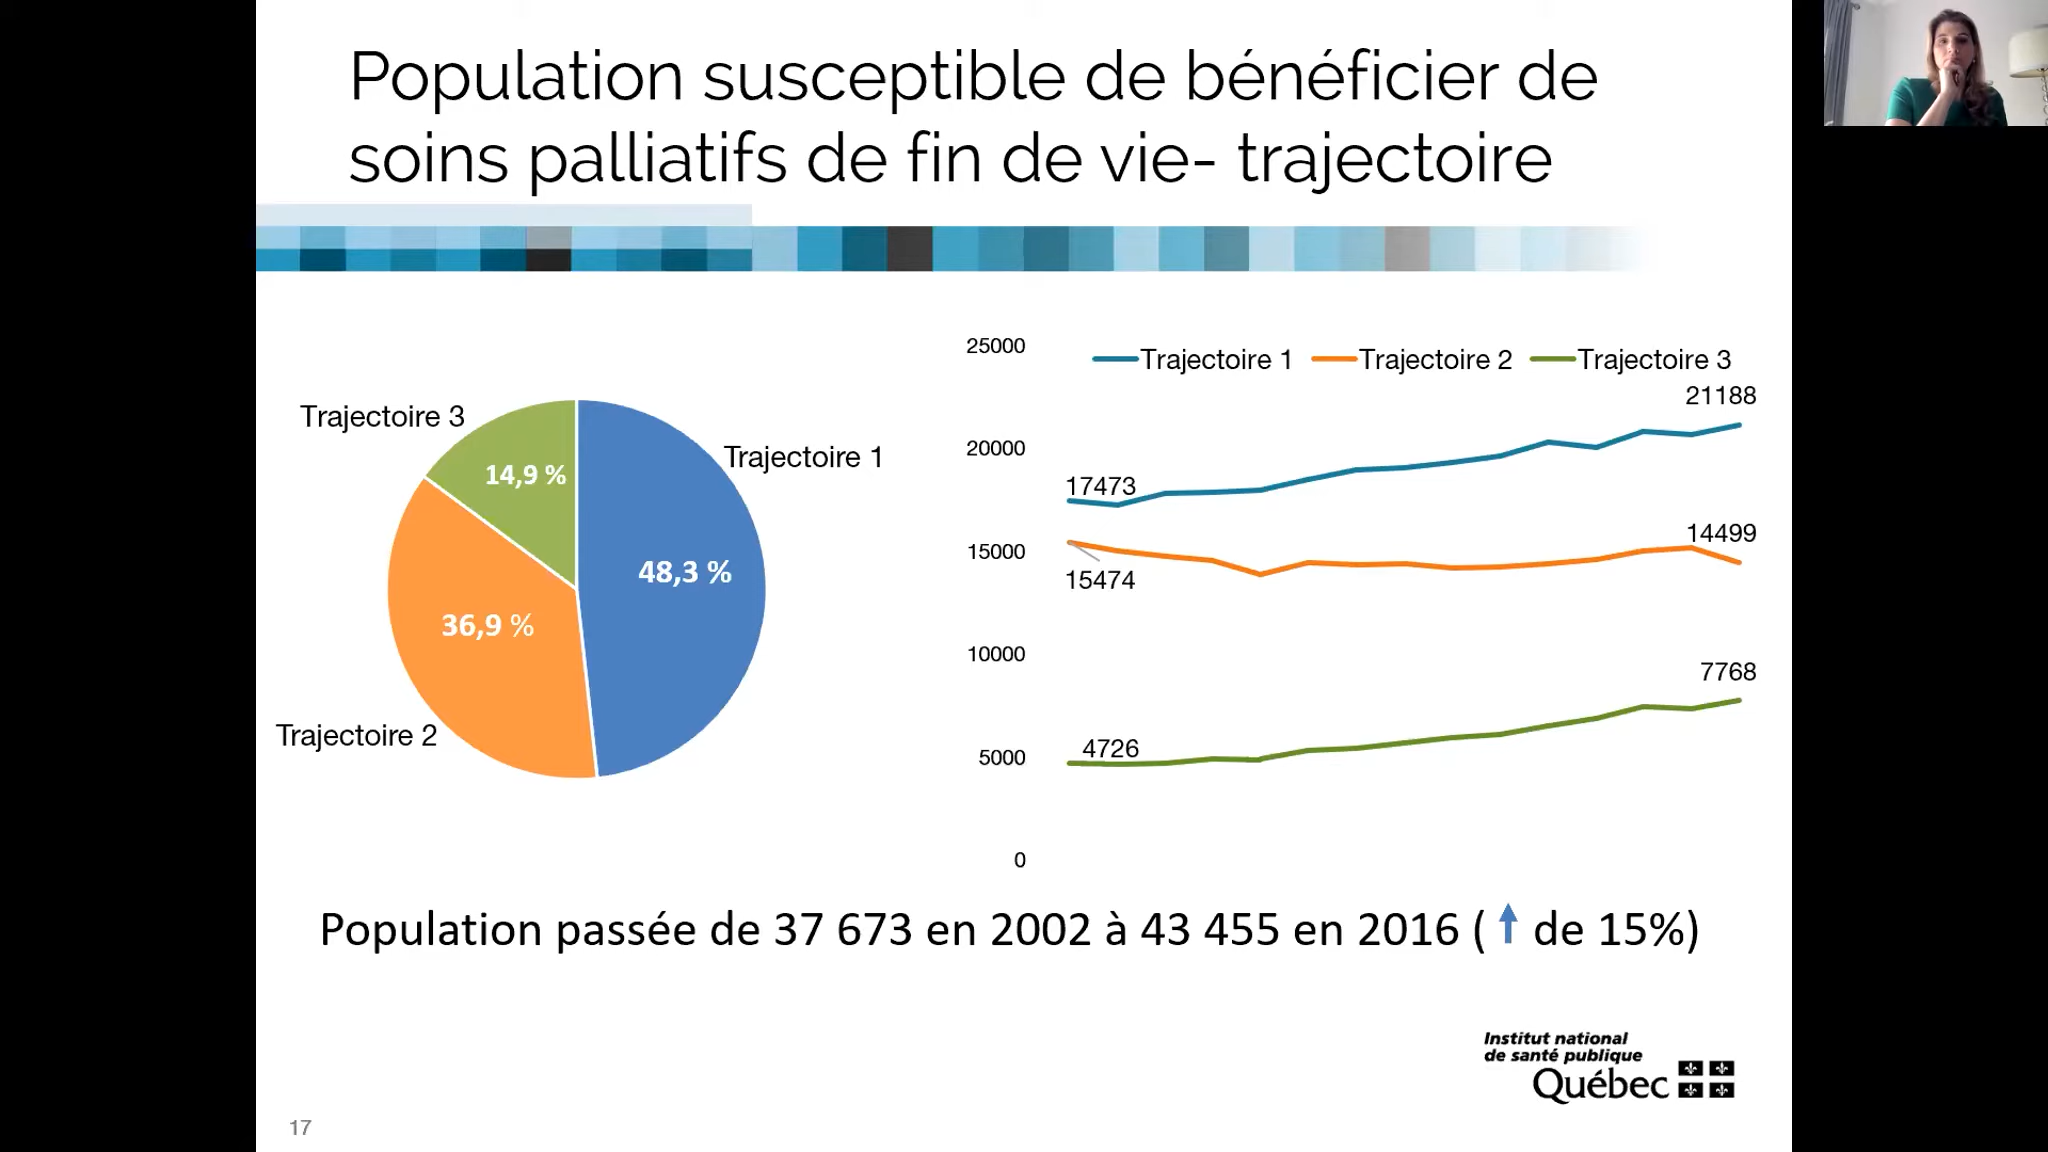 Population susceptible de bénéficier de
soins palliatifs de fin de vie- trajectoire
Trajectoire 3
14,9 %
Trajectoire 1
48,3 %
36,9 %
Trajectoire 2
25000
20000
15000
10000
5000
0
Trajectoire 1 Trajectoire 2 Trajectoire 3
21188
17473
14499
15474
7768
4726
Population passée de 37 673 en 2002 à 43 455 en 2016 ( de 15%)
Institut national
de santé publique
Québec
17